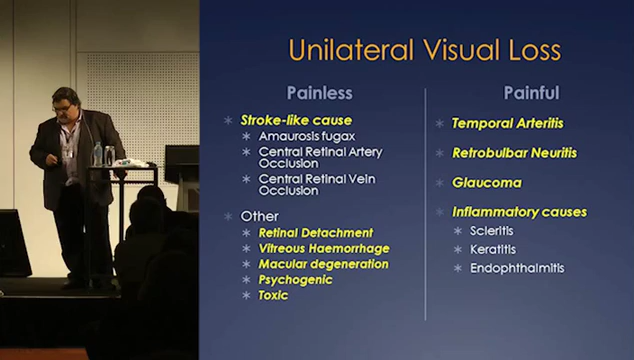 Unilateral Visual Loss
Painless
Stroke-like cause
Amaurosis fugax
Central Retinal Artery
Occlusion
Central Retinal Vein
Occlusion
Other
Retinal Detachment
Vitreous Haemorrhage
Macular degeneration
Psychogenic
Toxic
Painful
Temporal Arteritis
Retrobulbar Neuritis
Glaucoma
Inflammatory causes
Scleritis
Keratitis
Endophthalmitis